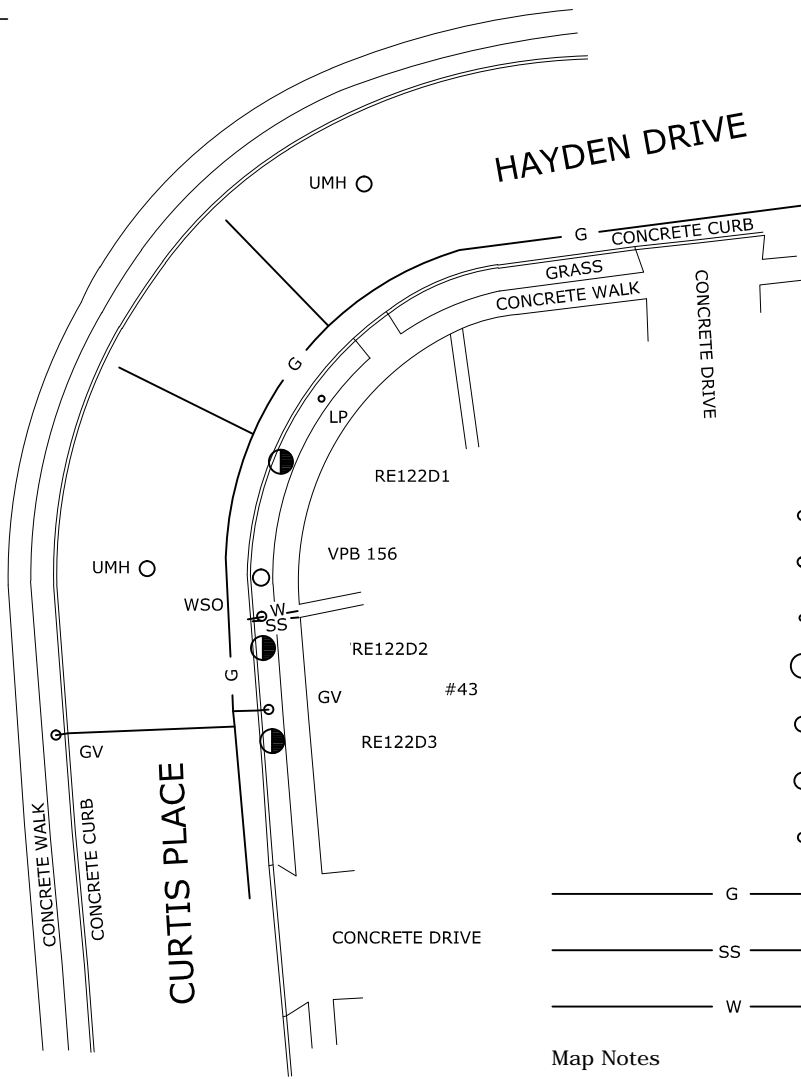 HAYDEN DRIVE
UMH
G
CONCRETE CURB
GRASS
CONCRETE WALK
CONCRETE DRIVE
G
LP
RE122D1
VPB 156
UMH
WSO
W
SS
RE122D2
G
GV
#43
RE122D3
GV
CURTIS PLACE
CONCRETE WALK
CONCRETE CURB
CONCRETE DRIVE
G
SS
W
Map Notes